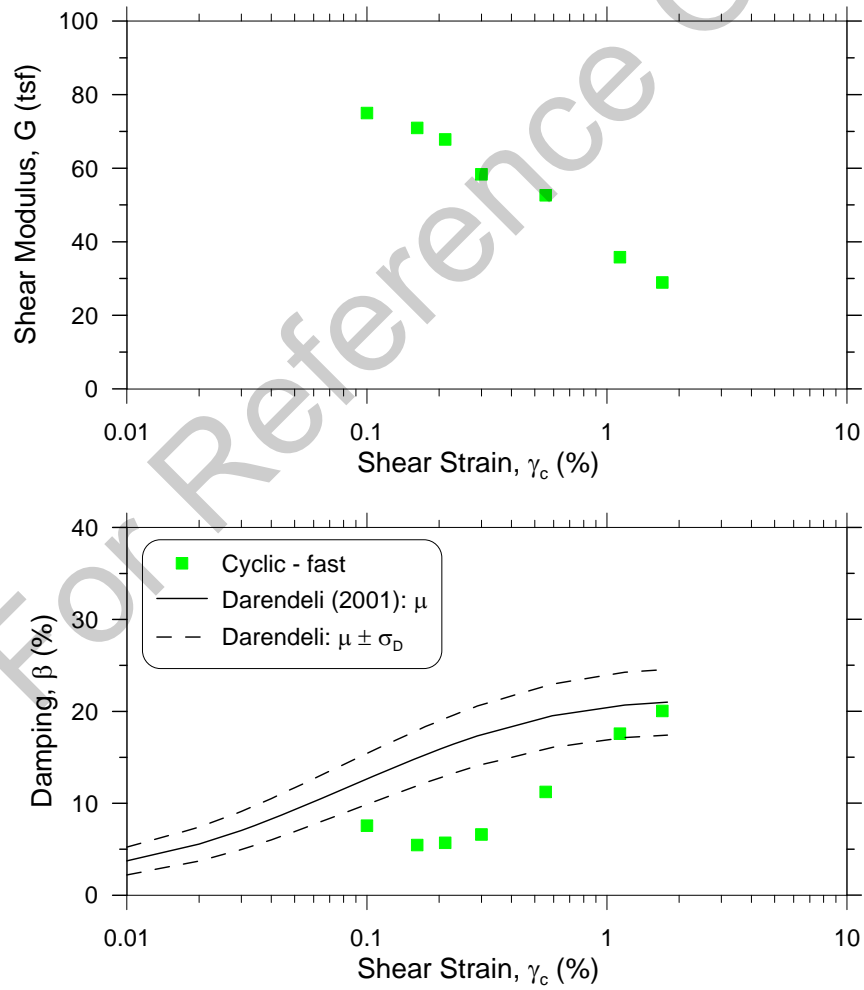 100
80
60
40
20
0
Shear Modulus, G (tsf)
0.01 0.1 1 10
Shear Strain, γc (%)
40
30
20
10
0
Damping, β (%)
Cyclic - fast
Darendeli (2001): μ
Darendeli: μ ± σD
0.01 0.1 1 10
Shear Strain, γc (%)
For Reference